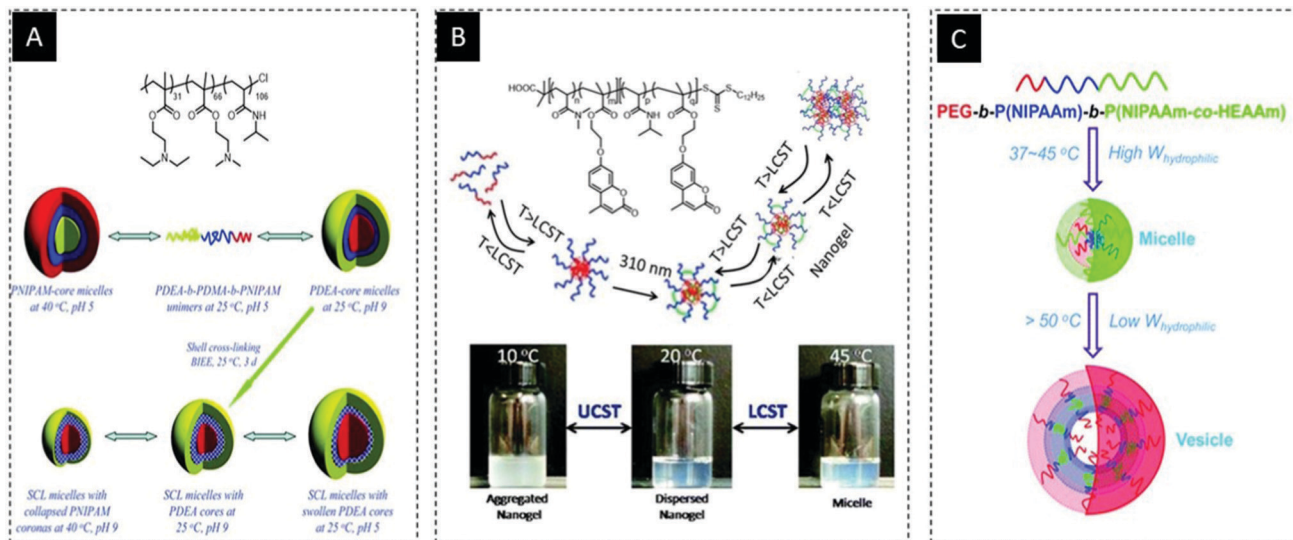 A
Cl
31
66
106
O
O
O
O
O
NH
N
N
PNIPAM-core micelles
at 40 °C, pH 5
PDEA-b-PDMA-b-PNIPAM
unimers at 25 °C, pH 5
PDEA-core micelles
at 25 °C, pH 9
Shell cross-linking
BIEE, 25 °C, 3 d
SCL micelles with
collapsed PNIPAM
coronas at 40 °C, pH 9
SCL micelles with
PDEA cores at
25 °C, pH 9
SCL micelles with
swollen PDEA cores
at 25 °C, pH 5
B
HOOC
n
m
p
q
S
S
C12H25
S
O
N
O
O
O
NH
O
O
O
O
O
O
O
O
T>LCST
T<LCST
310 nm
T>LCST
T<LCST
T>LCST
T<LCST
Nanogel
10 °C
20 °C
45 °C
UCST
LCST
Aggregated
Nanogel
Dispersed
Nanogel
Micelle
C
PEG-b-P(NIPAAm)-b-P(NIPAAm-co-HEAAm)
37~45 °C High Whydrophilic
Micelle
> 50 °C Low Whydrophilic
Vesicle